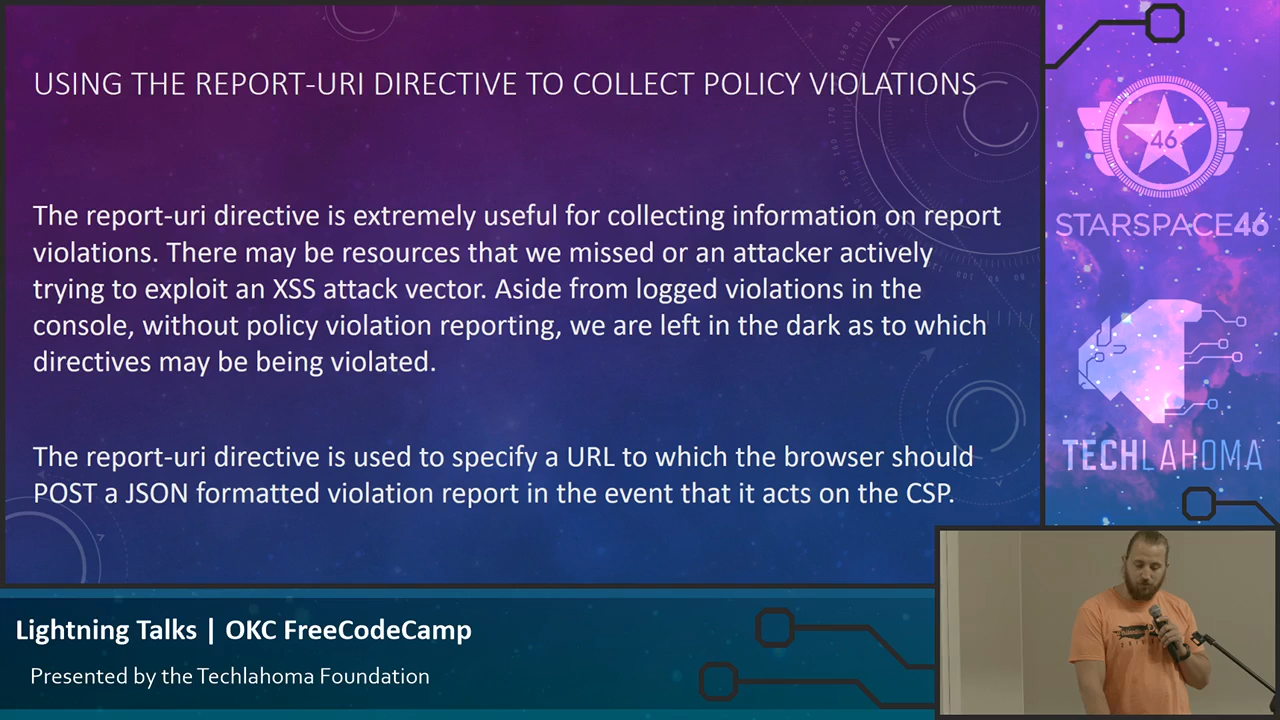 USING THE REPORT-URI DIRECTIVE TO COLLECT POLICY VIOLATIONS
The report-uri directive is extremely useful for collecting information on report
violations. There may be resources that we missed or an attacker actively
trying to exploit an XSS attack vector. Aside from logged violations in the
console, without policy violation reporting, we are left in the dark as to which
directives may be being violated.
The report-uri directive is used to specify a URL to which the browser should
POST a JSON formatted violation report in the event that it acts on the CSP.
46
STARSPACE46
TECHLAHOMA
Lightning Talks | OKC FreeCodeCamp
Presented by the Techlahoma Foundation